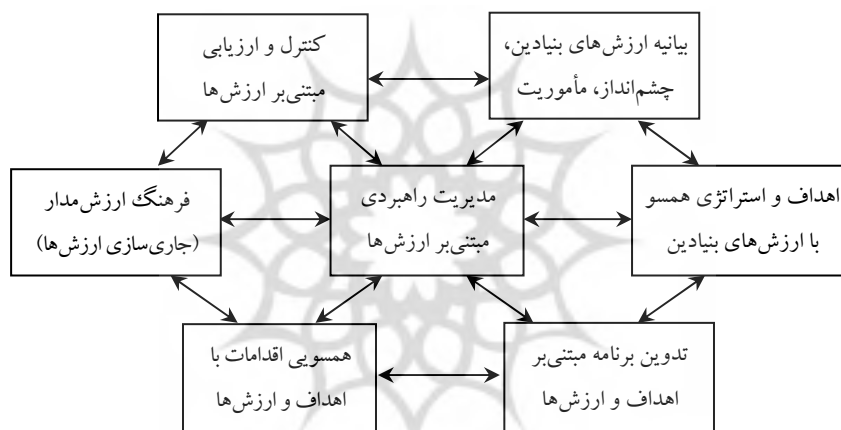 بیانیه ارزش‌های بنیادین،
چشم‌انداز، مأموریت
کنترل و ارزیابی
مبتنی‌بر ارزش‌ها
اهداف و استراتژی همسو
با ارزش‌های بنیادین
مدیریت راهبردی
مبتنی‌بر ارزش‌ها
فرهنگ ارزش‌مدار
(جاری‌سازی ارزش‌ها)
تدوین برنامه مبتنی‌بر
اهداف و ارزش‌ها
همسویی اقدامات با
اهداف و ارزش‌ها